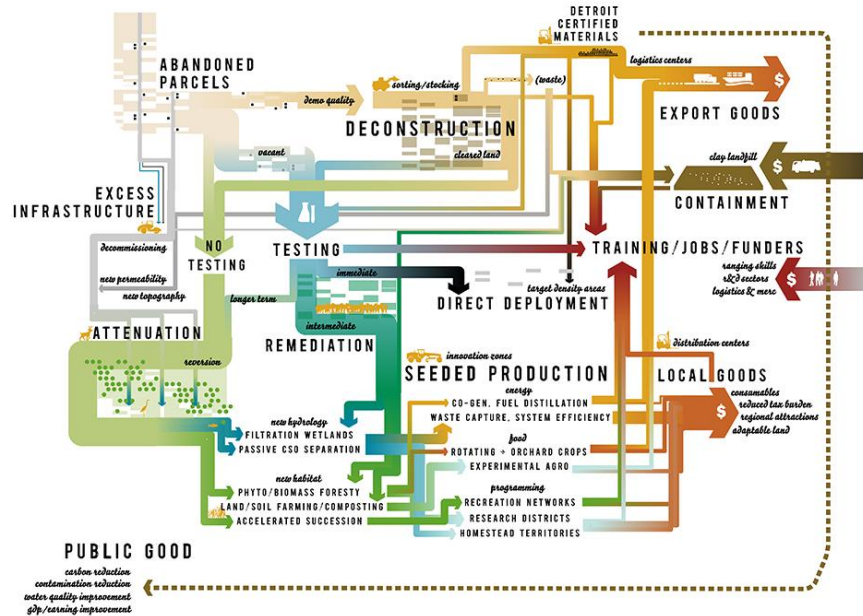 DETROIT
CERTIFIED
MATERIALS
ABANDONED
PARCELS
sorting/stocking
(waste)
logistics centers
$
demo quality
EXPORT GOODS
DECONSTRUCTION
vacant
cleared land
clay landfill
$
EXCESS
INFRASTRUCTURE
CONTAINMENT
decommissioning
NO
TESTING
TESTING
TRAINING/JOBS/FUNDERS
new permeability
immediate
ranging skills
r&d sectors
logistics & merc
$
new topography
longer term
target density areas
DIRECT DEPLOYMENT
ATTENUATION
intermediate
REMEDIATION
reversion
innovation zones
distribution centers
SEEDED PRODUCTION
LOCAL GOODS
energy
consumables
reduced tax burden
regional attractions
adaptable land
$
CO-GEN. FUEL DISTILLATION
WASTE CAPTURE, SYSTEM EFFICIENCY
new hydrology
FILTRATION WETLANDS
PASSIVE CSO SEPARATION
food
ROTATING + ORCHARD CROPS
EXPERIMENTAL AGRO
new habitat
PHYTO/BIOMASS FORESTY
LAND/SOIL FARMING/COMPOSTING
ACCELERATED SUCCESSION
programming
RECREATION NETWORKS
RESEARCH DISTRICTS
HOMESTEAD TERRITORIES
PUBLIC GOOD
carbon reduction
contamination reduction
water quality improvement
gdp/earning improvement